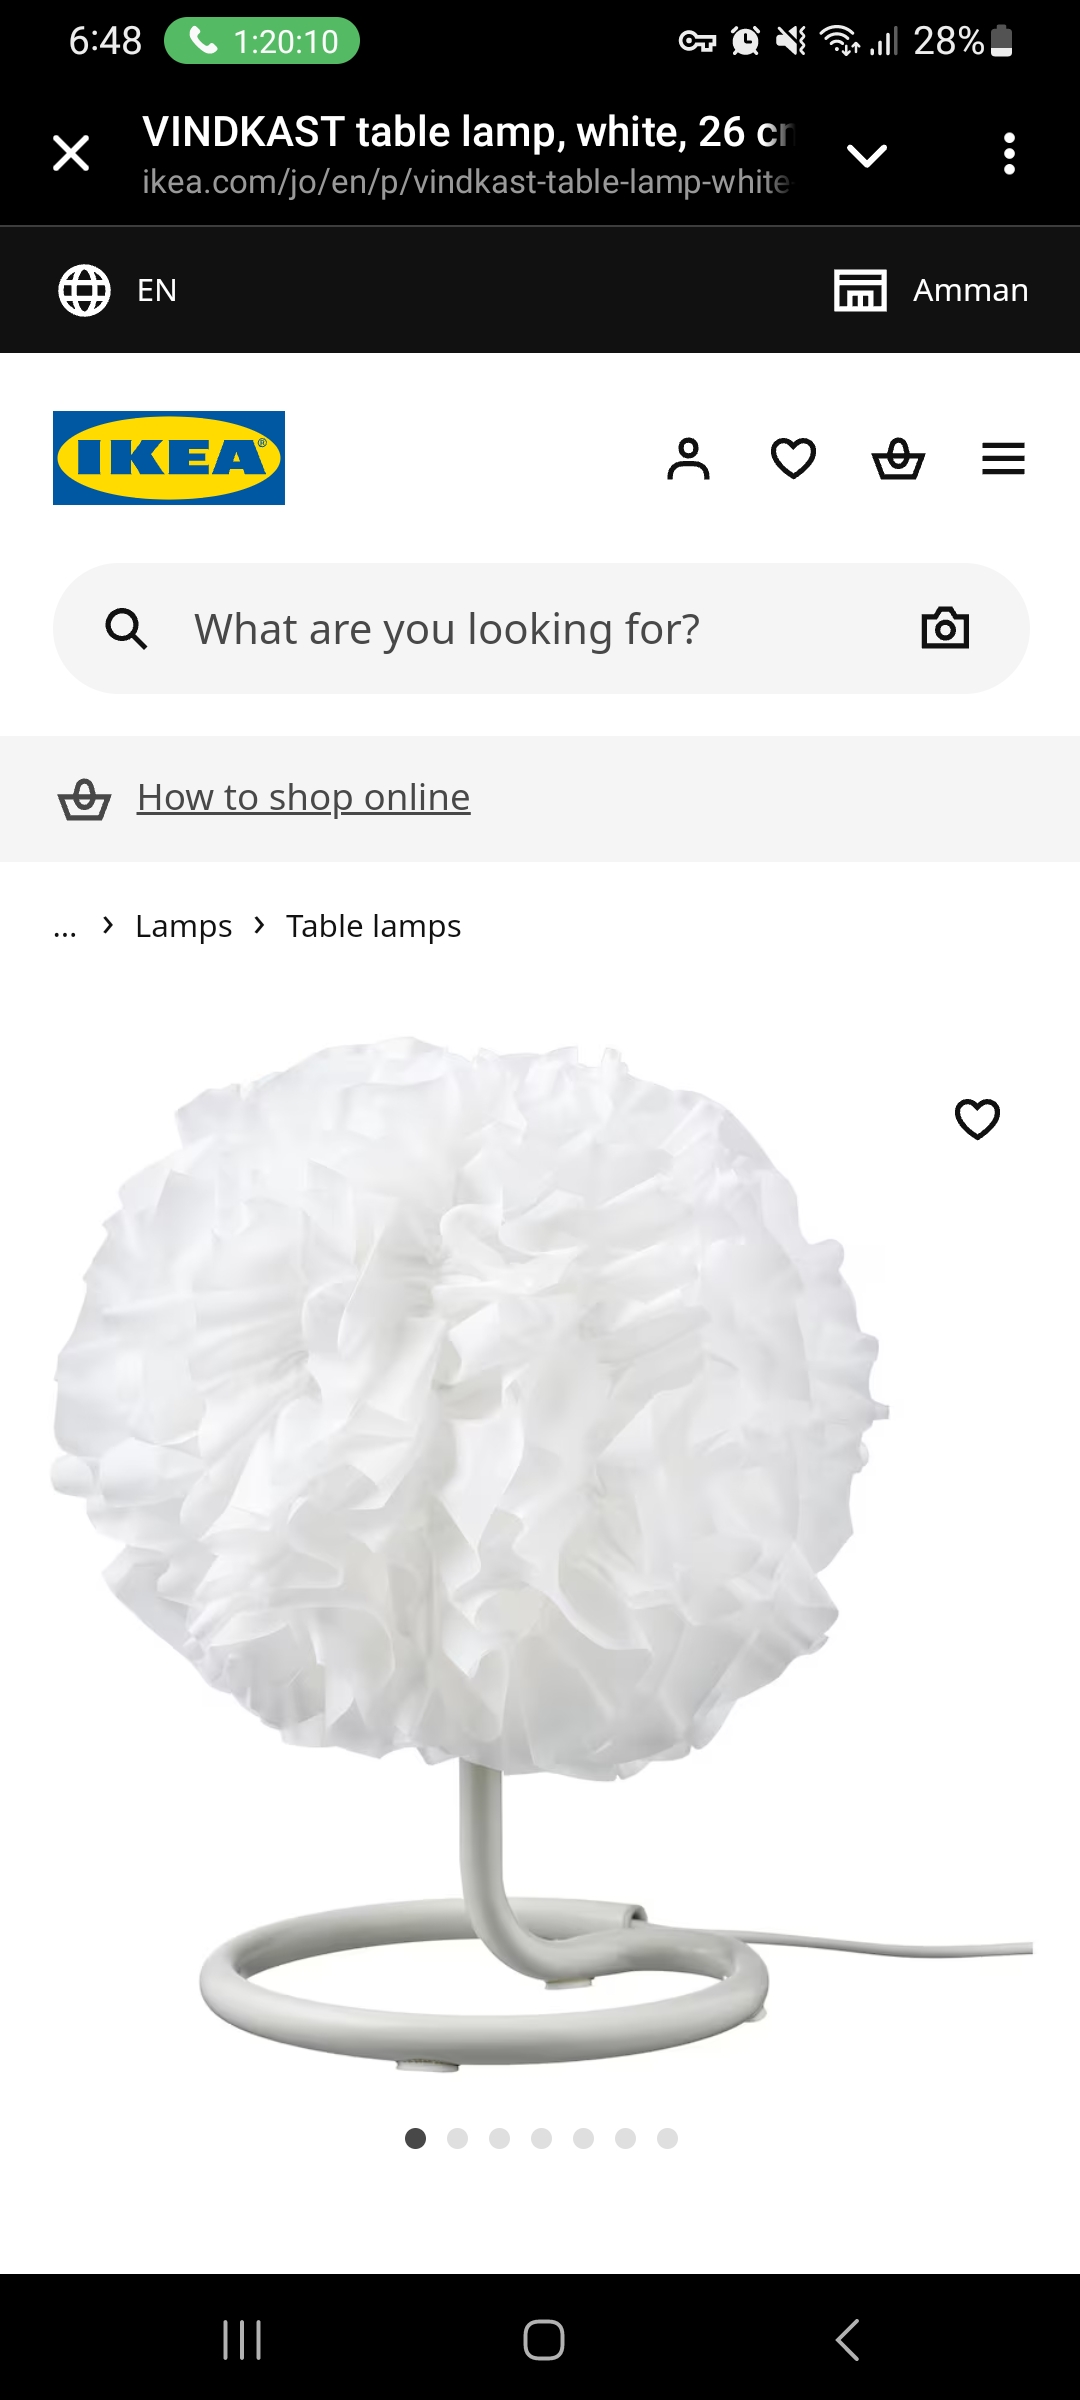 6:48 1:20:10 28%
VINDKAST table lamp, white, 26 cm
ikea.com/jo/en/p/vindkast-table-lamp-white-
EN Amman
IKEA®
What are you looking for?
How to shop online
... > Lamps > Table lamps